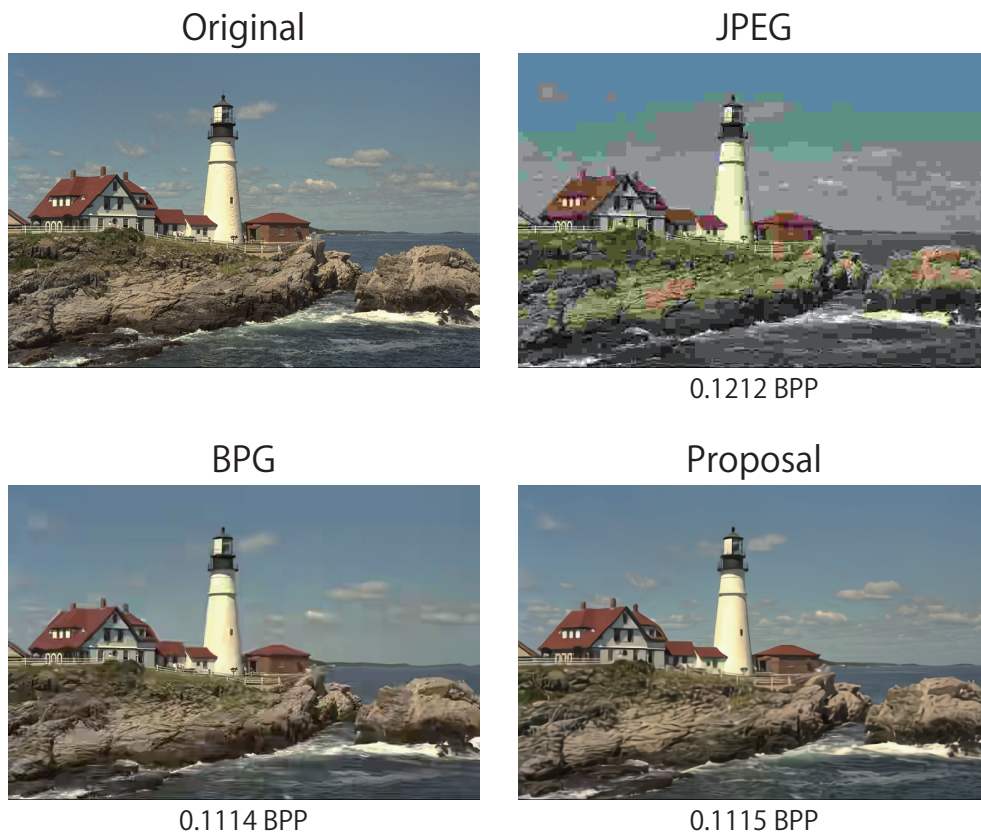 Original
JPEG
0.1212 BPP
BPG
Proposal
0.1114 BPP
0.1115 BPP